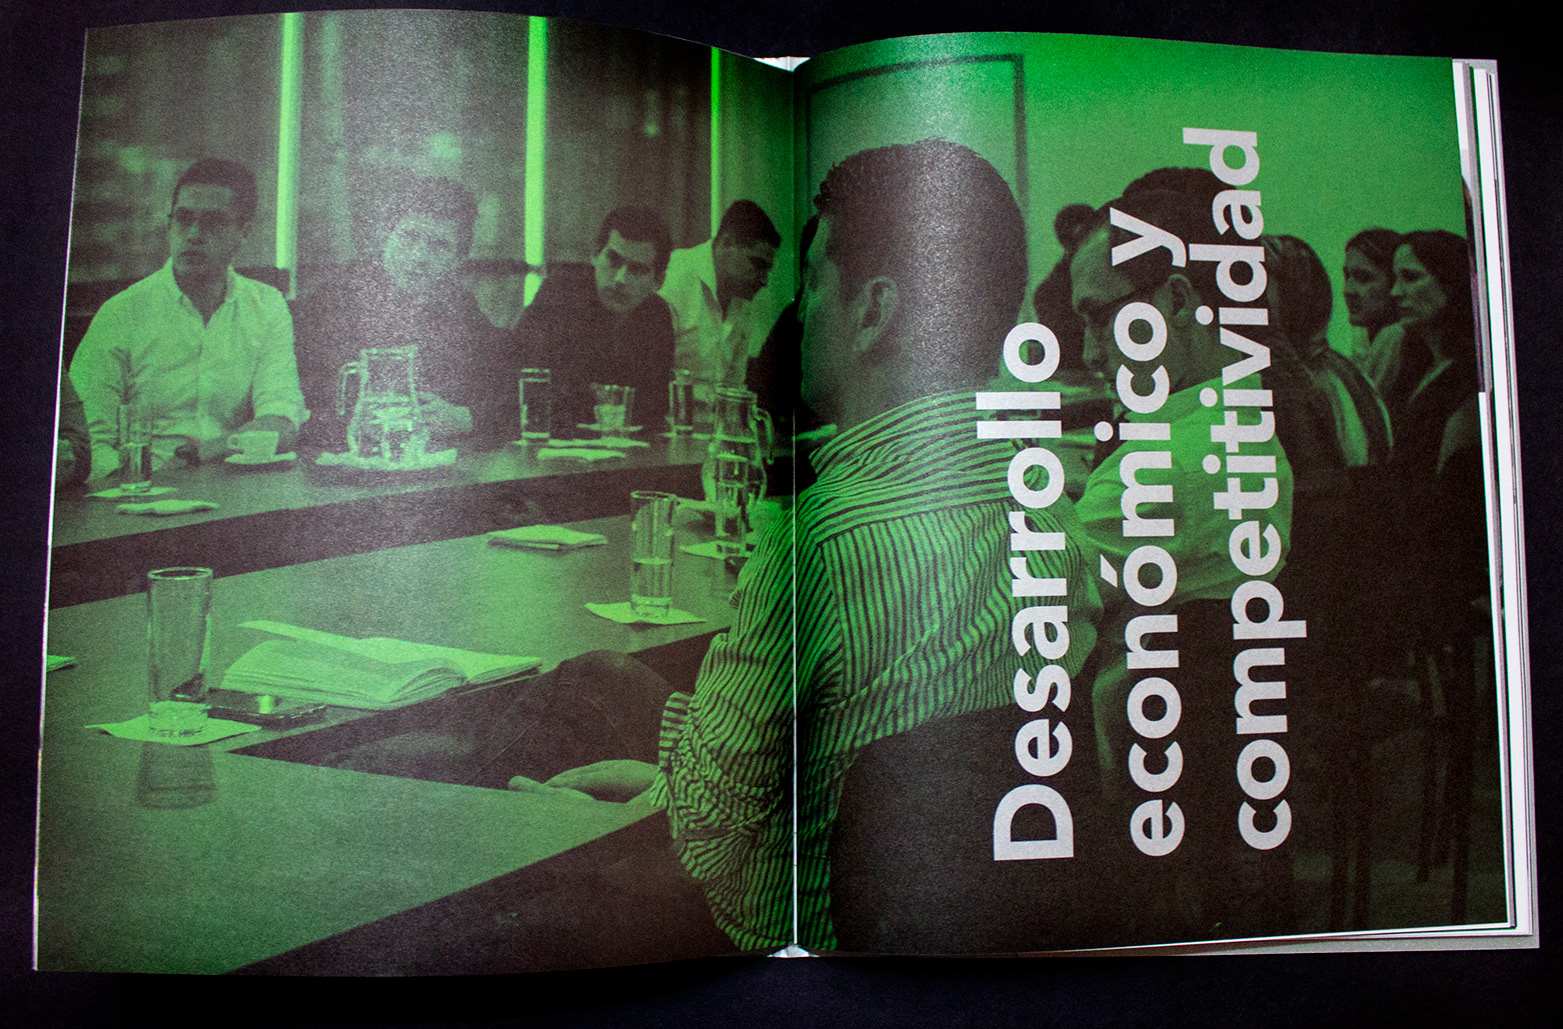 Desarrollo
económico y
competitividad